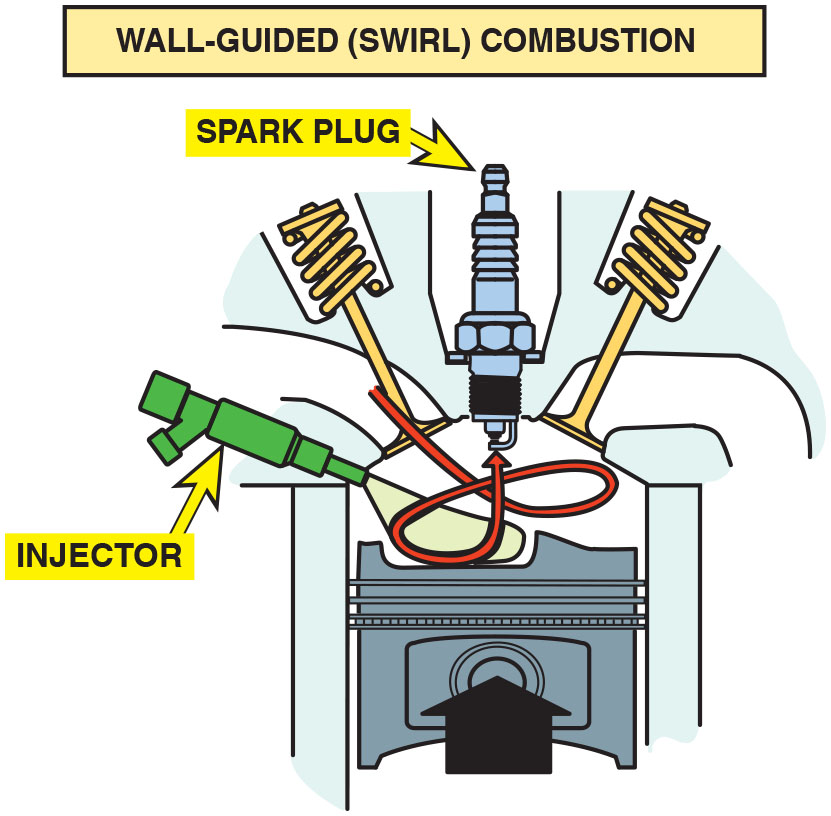 WALL-GUIDED (SWIRL) COMBUSTION
SPARK PLUG
INJECTOR